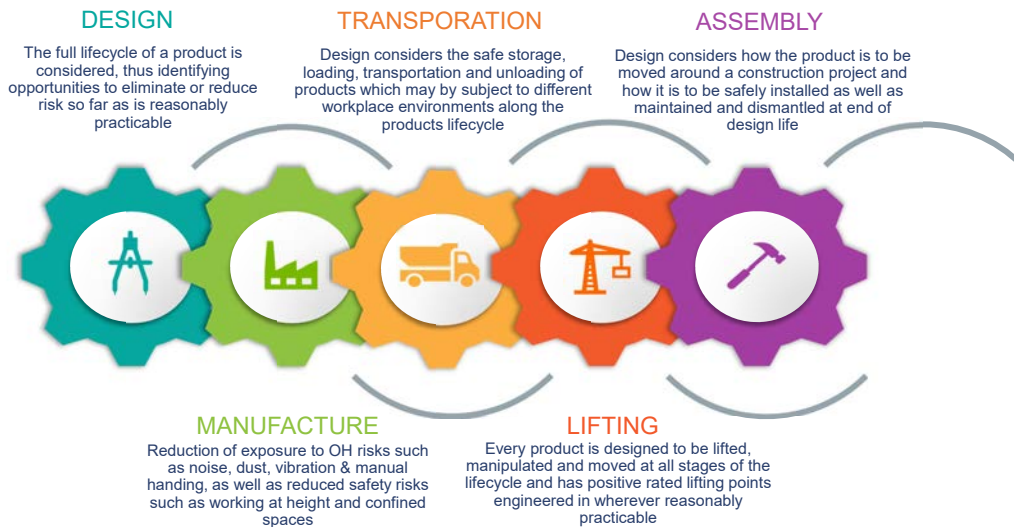 DESIGN
The full lifecycle of a product is
considered, thus identifying
opportunities to eliminate or reduce
risk so far as is reasonably
practicable
TRANSPORATION
Design considers the safe storage,
loading, transportation and unloading of
products which may by subject to different
workplace environments along the
products lifecycle
ASSEMBLY
Design considers how the product is to be
moved around a construction project and
how it is to be safely installed as well as
maintained and dismantled at end of
design life
MANUFACTURE
Reduction of exposure to OH risks such
as noise, dust, vibration & manual
handing, as well as reduced safety risks
such as working at height and confined
spaces
LIFTING
Every product is designed to be lifted,
manipulated and moved at all stages of the
lifecycle and has positive rated lifting points
engineered in wherever reasonably
practicable